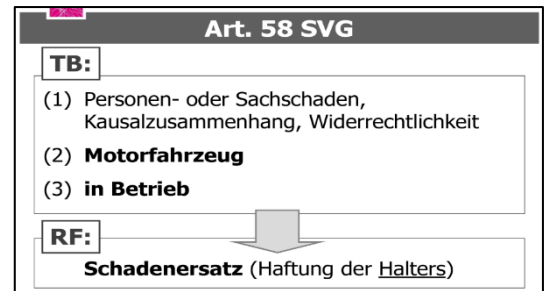 Art. 58 SVG
TB:
(1) Personen- oder Sachschaden,
Kausalzusammenhang, Widerrechtlichkeit
(2) Motorfahrzeug
(3) in Betrieb
RF:
Schadenersatz (Haftung der Halters)